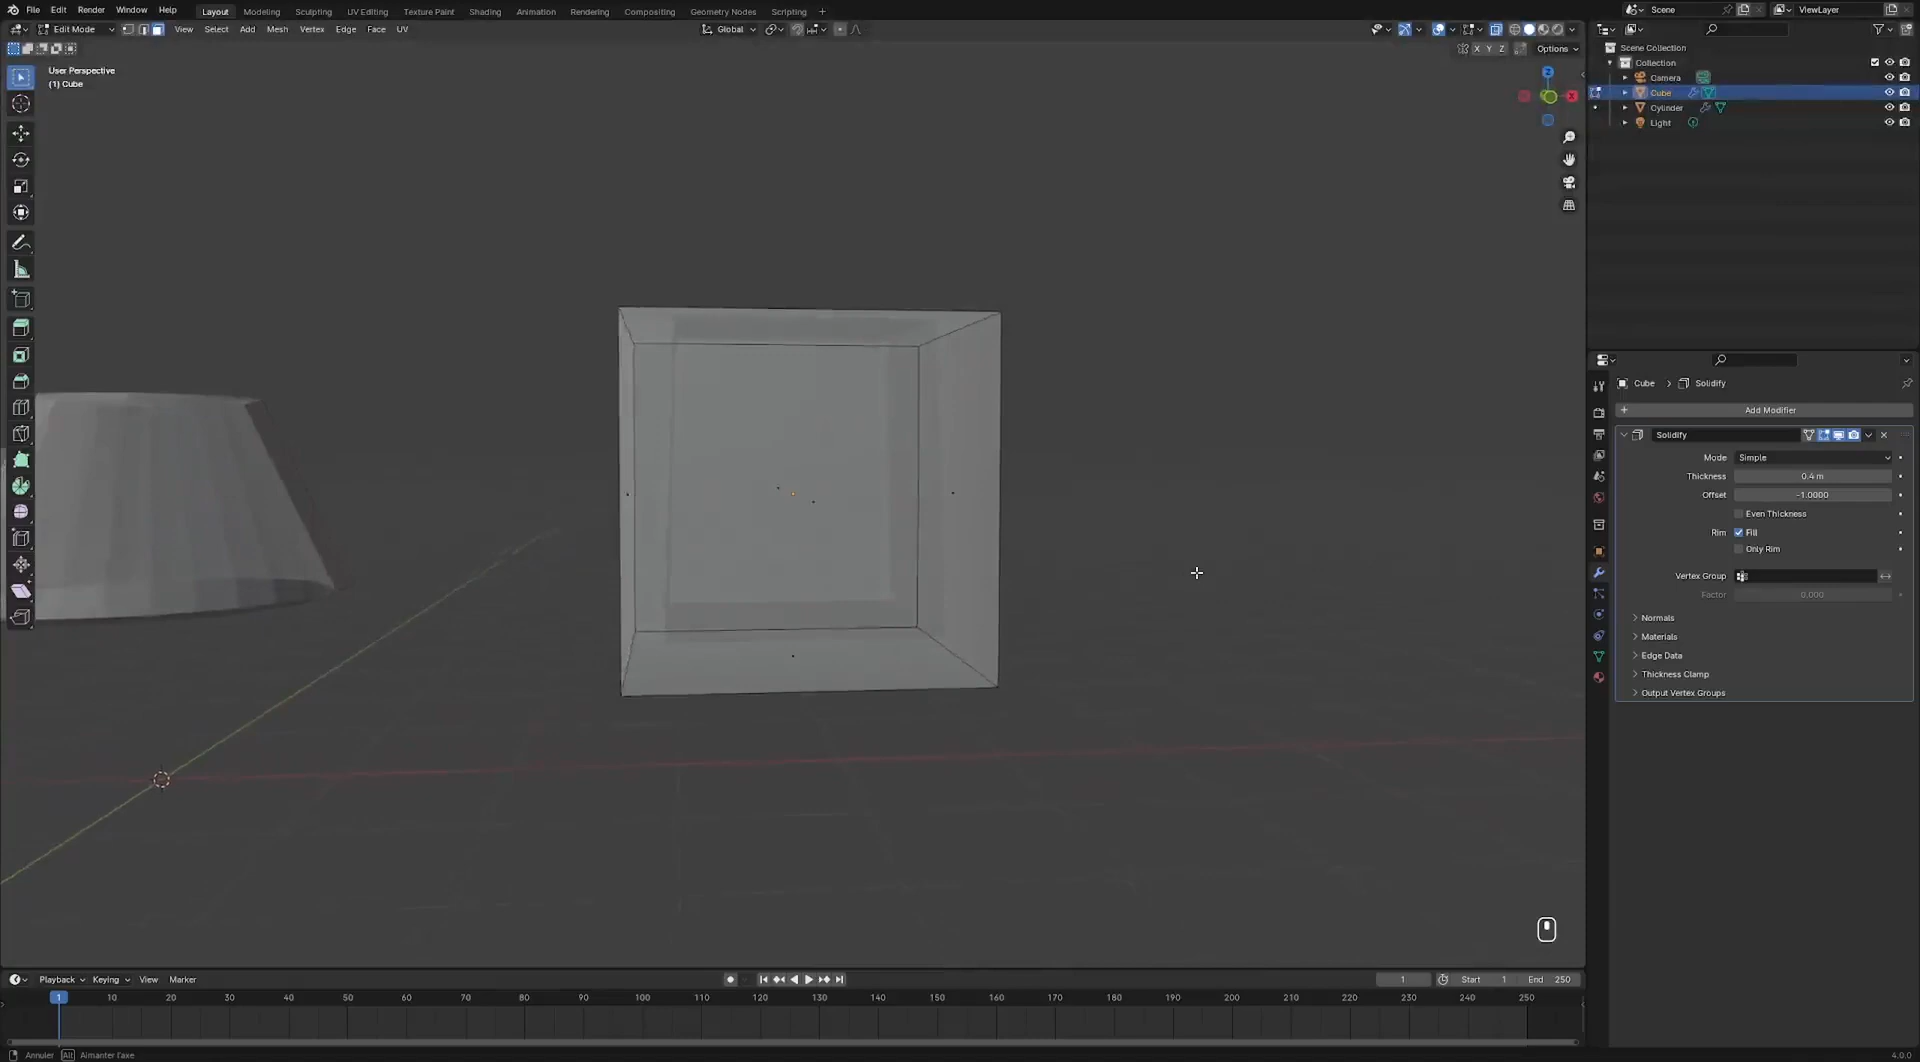 File Edit Render Window Help Layout Modeling Sculpting UV Editing Texture Paint Shading Animation Rendering Compositing Geometry Nodes Scripting + Scene ViewLayer
Edit Mode View Select Add Mesh Vertex Edge Face UV Global
X Y Z Options
User Perspective
(1) Cube
Z
X
Scene Collection
Collection
Camera
Cube
Cylinder
Light
Cube > Solidify
+ Add Modifier
Solidify
Mode Simple
Thickness 0.4 m
Offset -1.0000
Even Thickness
Rim Fill
Only Rim
Vertex Group
Factor 0.000
Normals
Materials
Edge Data
Thickness Clamp
Output Vertex Groups
Playback Keying View Marker 1 Start 1 End 250
1 10 20 30 40 50 60 70 80 90 100 110 120 130 140 150 160 170 180 190 200 210 220 230 240 250
Annuler Alt Aimanter l'axe
4.0.0